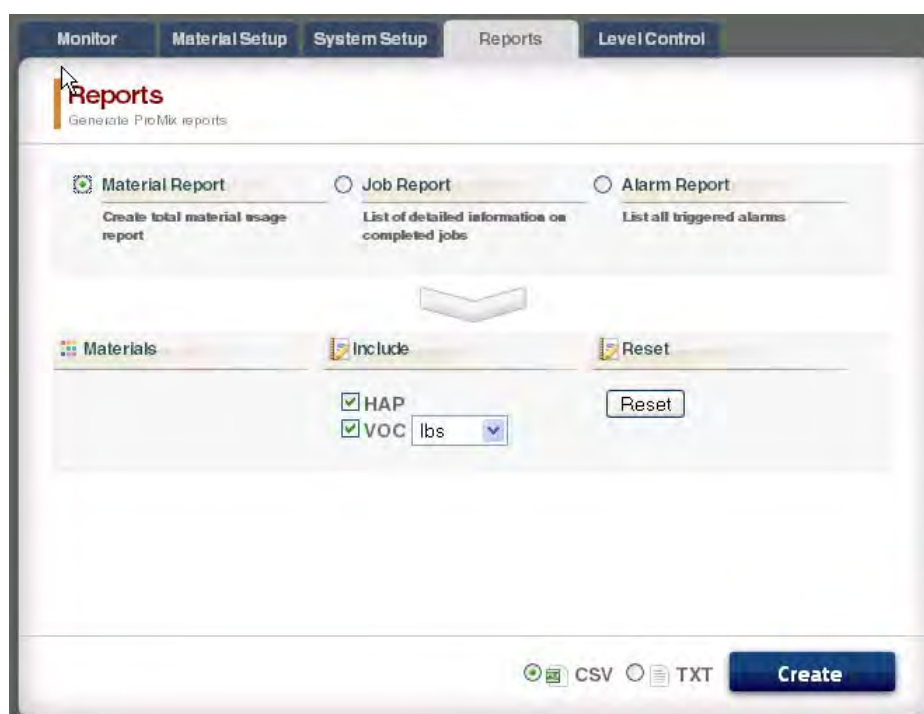 Monitor Material Setup System Setup Reports Level Control
Reports
Generate ProMix reports
Material Report Job Report Alarm Report
Create total material usage List of detailed information on List all triggered alarms
report completed jobs
Materials Include Reset
HAP Reset
VOC lbs
CSV TXT Create